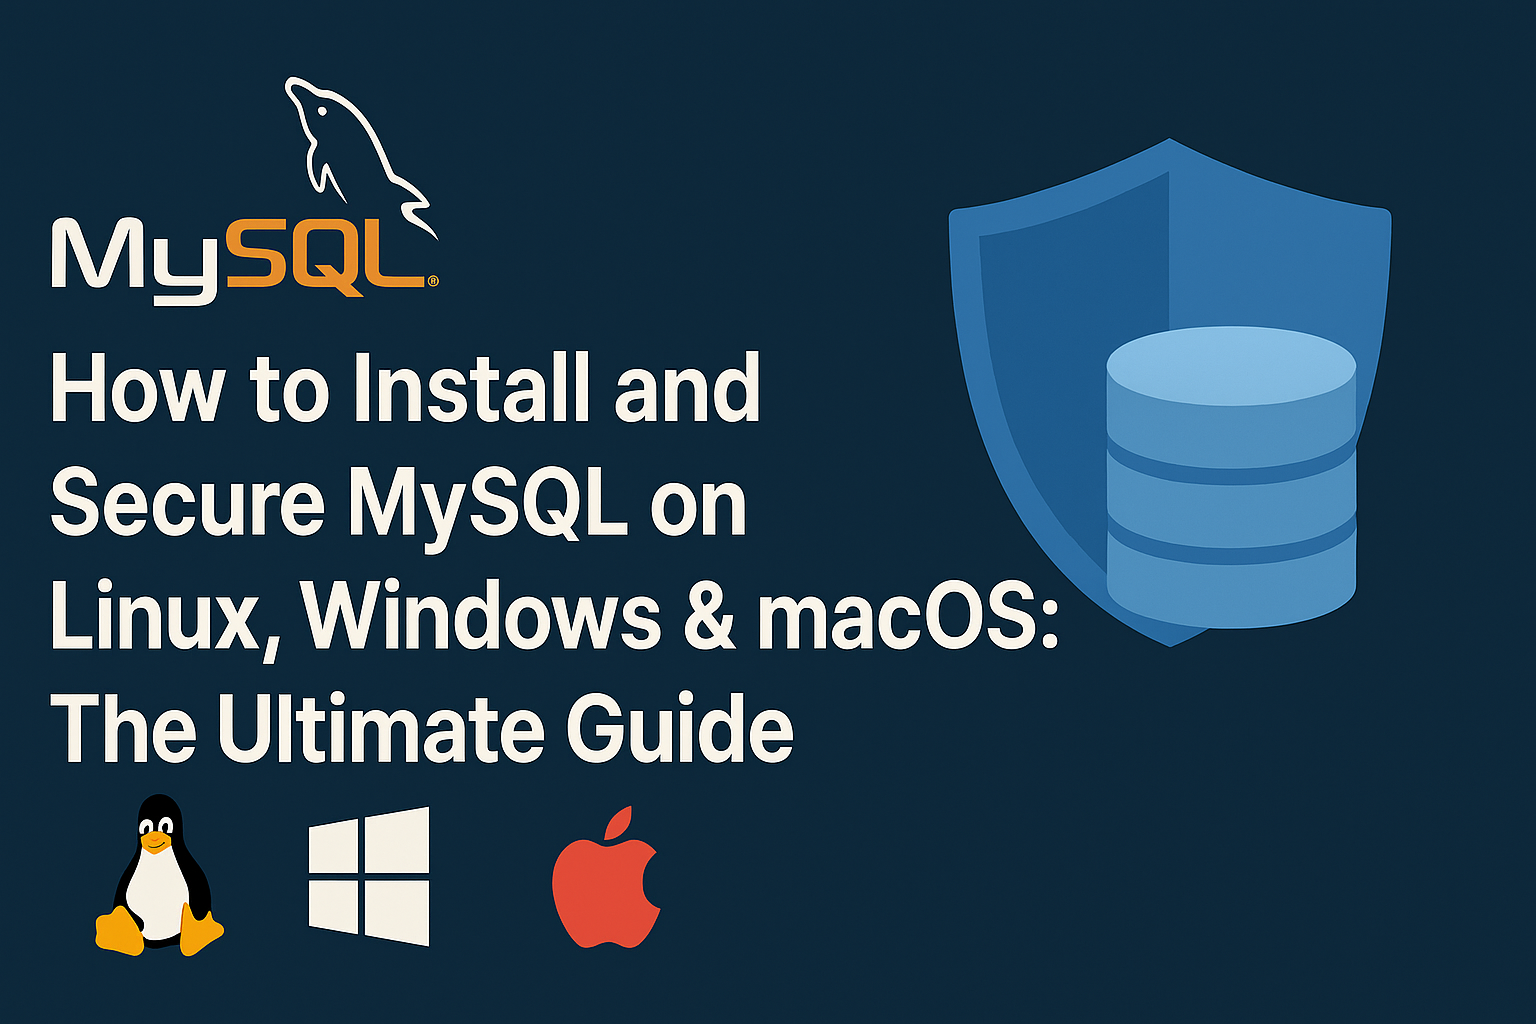 MySQL®
How to Install and
Secure MySQL on
Linux, Windows & macOS:
The Ultimate Guide